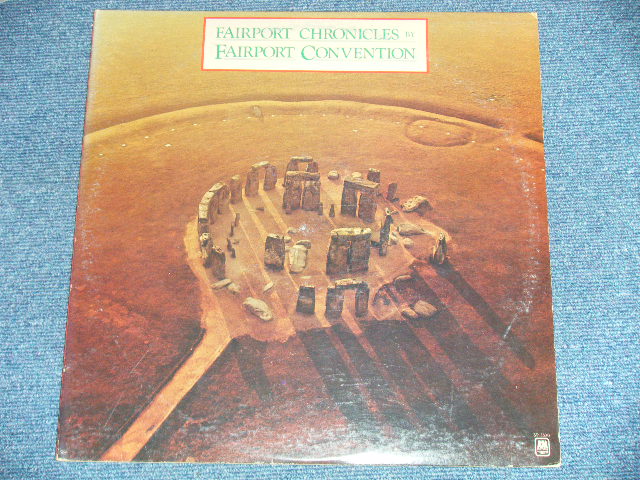 FAIRPORT CHRONICLES BY
FAIRPORT CONVENTION
A&M